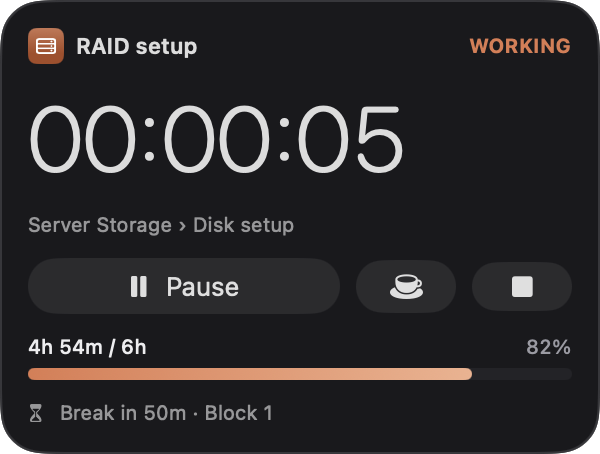 RAID setup WORKING
00:00:05
Server Storage › Disk setup
Pause
4h 54m / 6h 82%
Break in 50m · Block 1